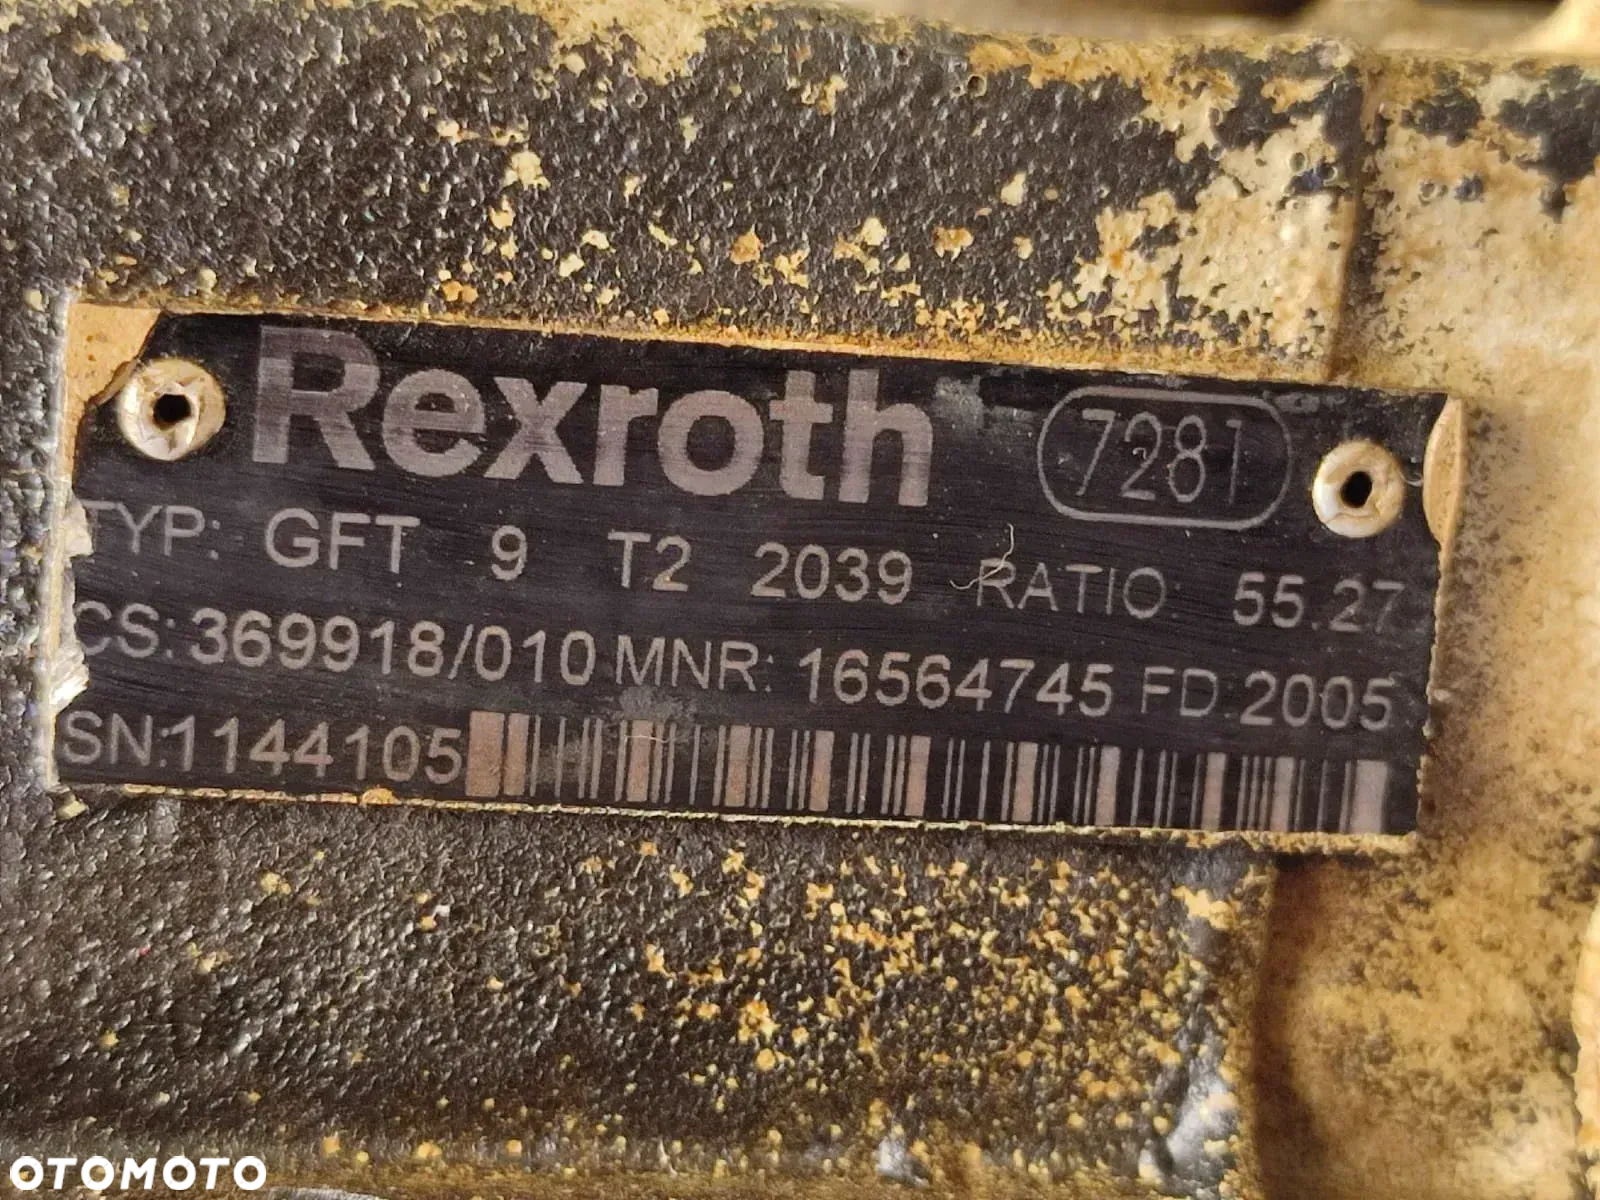 Rexroth 7281
TYP: GFT 9 T2 2039 RATIO: 55.27
CS: 369918/010 MNR: 16564745 FD: 2005
SN: 1144105
OTOMOTO